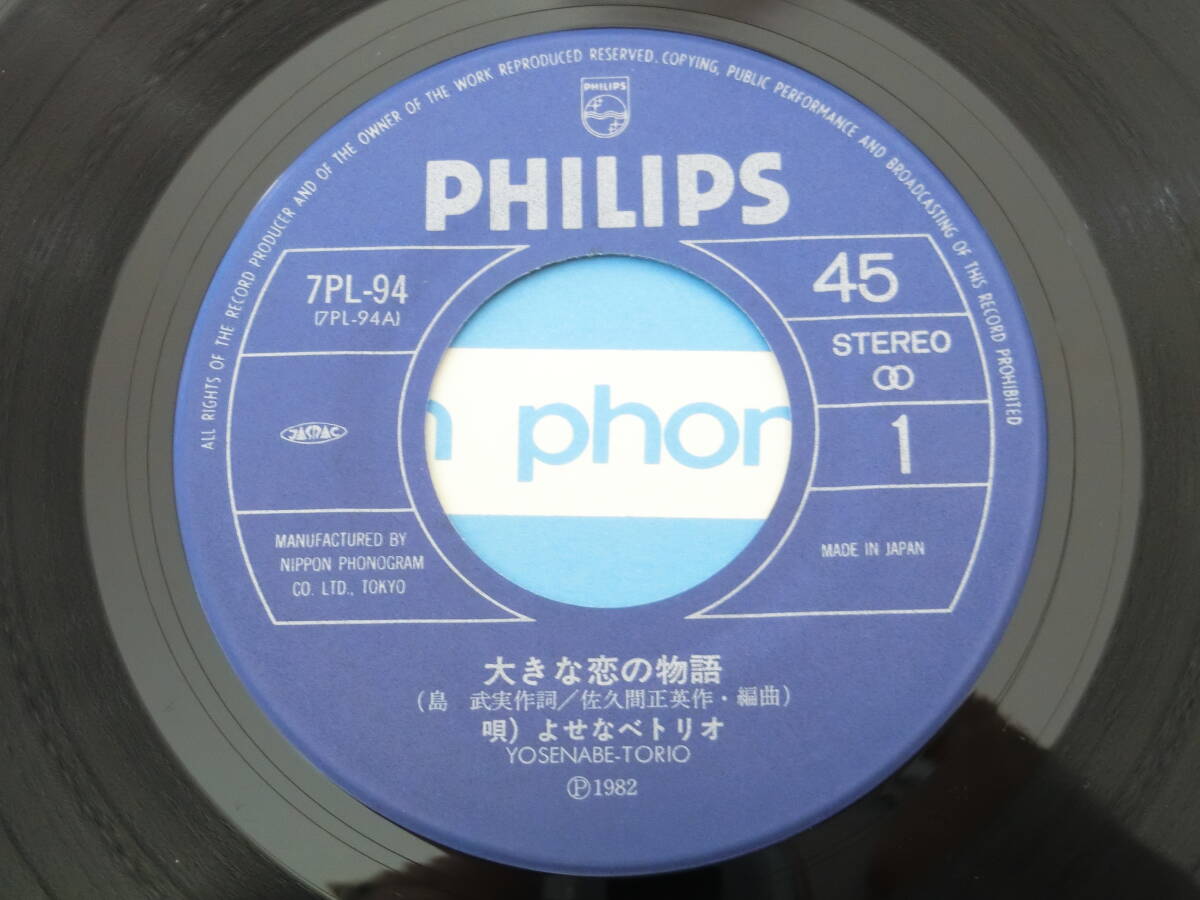 ALL RIGHTS OF THE RECORD PRODUCER AND OF THE OWNER OF THE WORK REPRODUCED RESERVED. COPYING, PUBLIC PERFORMANCE AND BROADCASTING OF THIS RECORD PROHIBITED
PHILIPS
PHILIPS
7PL-94
(7PL-94A)
45
STEREO
1
JASRAC
phon
MANUFACTURED BY
NIPPON PHONOGRAM
CO. LTD., TOKYO
MADE IN JAPAN
大きな恋の物語
(島 武実作詞/佐久間正英作・編曲)
唄) よせなべトリオ
YOSENABE-TORIO
Ⓟ1982